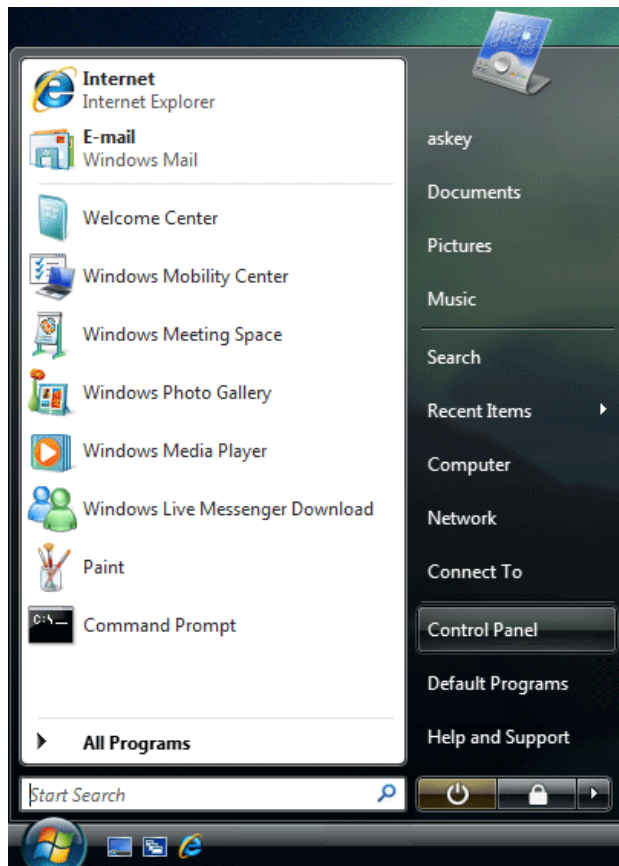 Internet
Internet Explorer
E-mail
Windows Mail
Welcome Center
Windows Mobility Center
Windows Meeting Space
Windows Photo Gallery
Windows Media Player
Windows Live Messenger Download
Paint
C:\_
Command Prompt
All Programs
Start Search
askey
Documents
Pictures
Music
Search
Recent Items
Computer
Network
Connect To
Control Panel
Default Programs
Help and Support